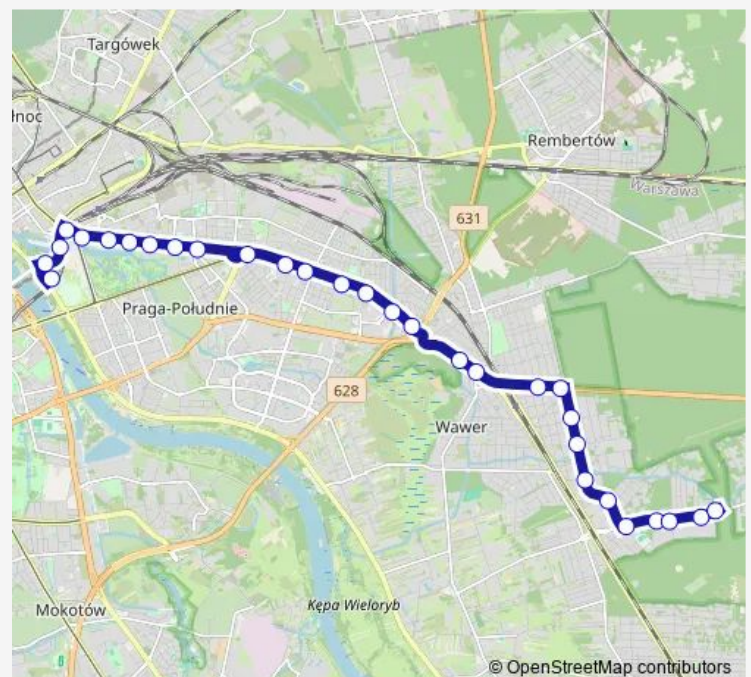 Targówek
łnoc
Rembertów
Warszawa
631
Praga-Południe
628
Wawer
Kępa Wieloryb
Mokotów
© OpenStreetMap contributors